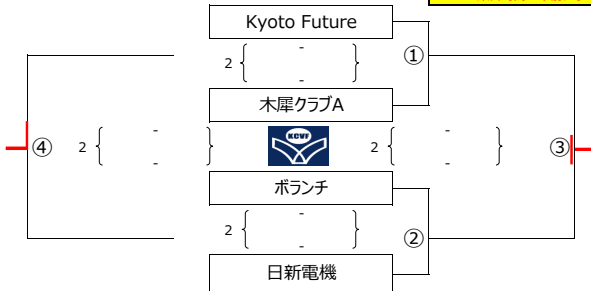 Kyoto Future
2 { - - }
①
木犀クラブA
④
2 { - - }
KCVF
2 { - - }
③
ボランチ
2 { - - }
②
日新電機